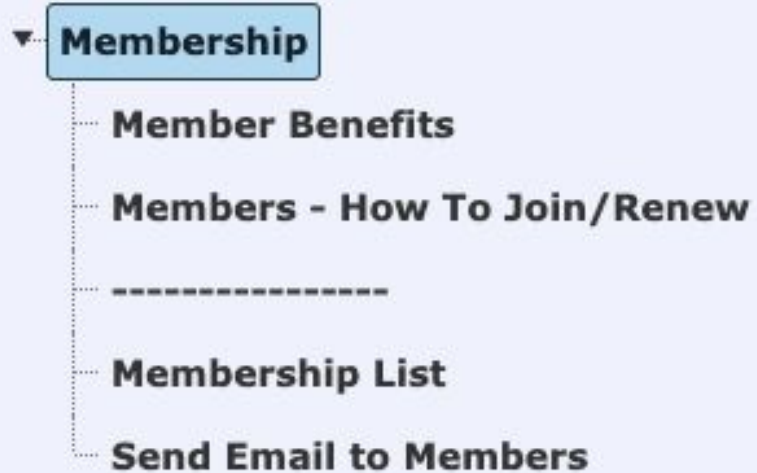 Membership
Member Benefits
Members - How To Join/Renew
----------------
Membership List
Send Email to Members